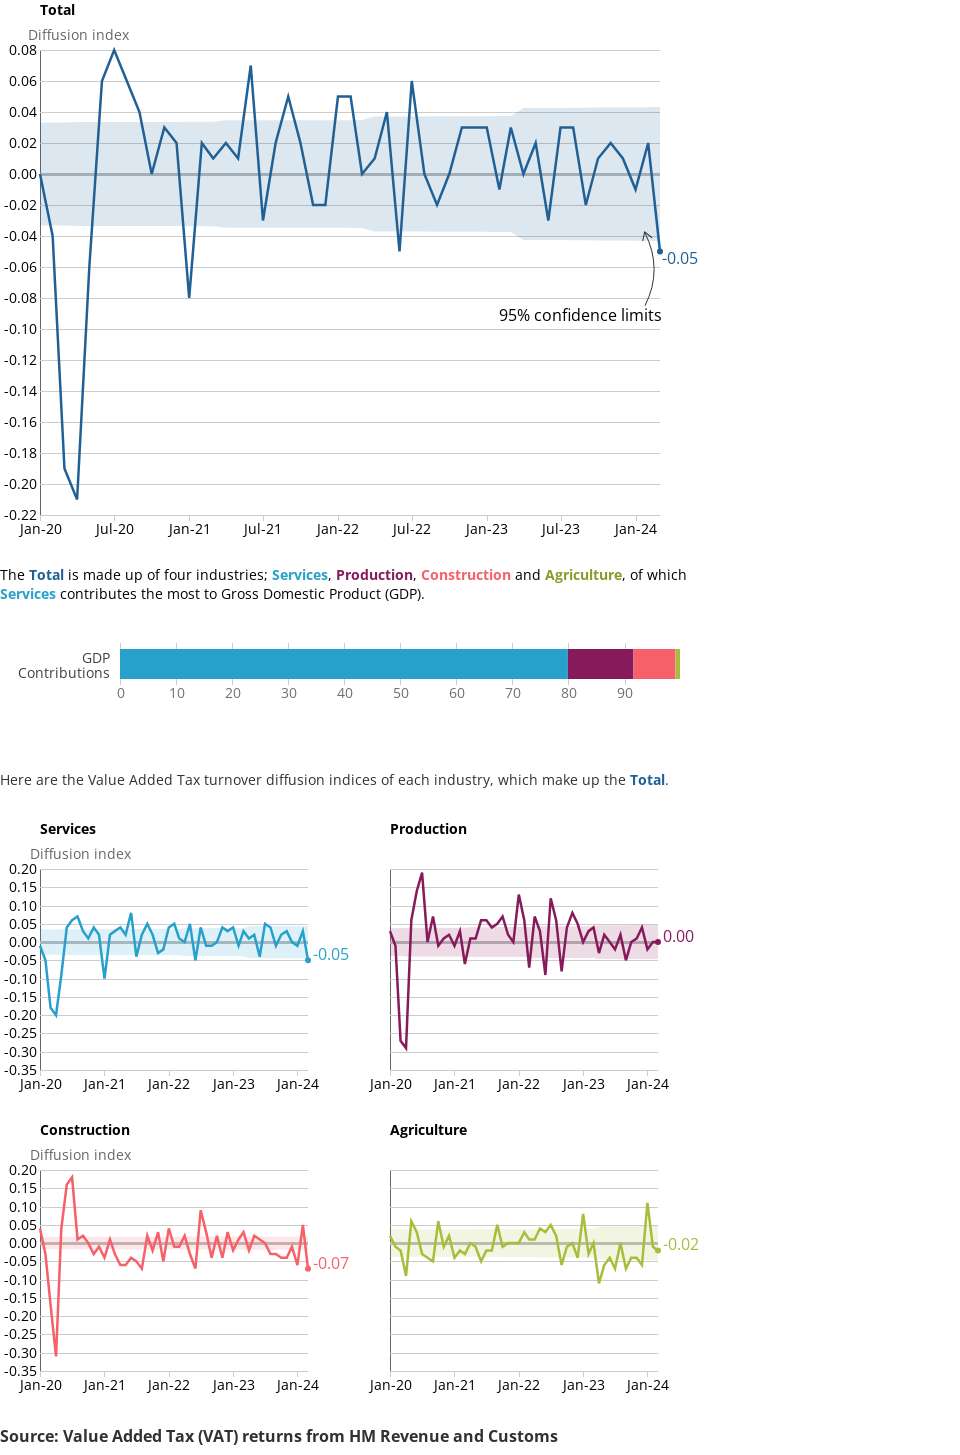 Total
Diffusion index
0.08
0.06
0.04
0.02
0.00
-0.02
-0.04
-0.06
-0.05
-0.08
95% confidence limits
-0.10
-0.12
-0.14
-0.16
-0.18
-0.20
-0.22
Jan-20 Jul-20 Jan-21 Jul-21 Jan-22 Jul-22 Jan-23 Jul-23 Jan-24
The Total is made up of four industries; Services, Production, Construction and Agriculture, of which
Services contributes the most to Gross Domestic Product (GDP).
GDP
Contributions
0 10 20 30 40 50 60 70 80 90
Here are the Value Added Tax turnover diffusion indices of each industry, which make up the Total.
Services
Diffusion index
0.20
0.15
0.10
0.05
0.00
-0.05
-0.10
-0.15
-0.20
-0.25
-0.30
-0.35
-0.05
Jan-20 Jan-21 Jan-22 Jan-23 Jan-24
Production
0.00
Jan-20 Jan-21 Jan-22 Jan-23 Jan-24
Construction
Diffusion index
0.20
0.15
0.10
0.05
0.00
-0.05
-0.10
-0.15
-0.20
-0.25
-0.30
-0.35
-0.07
Jan-20 Jan-21 Jan-22 Jan-23 Jan-24
Agriculture
-0.02
Jan-20 Jan-21 Jan-22 Jan-23 Jan-24
Source: Value Added Tax (VAT) returns from HM Revenue and Customs